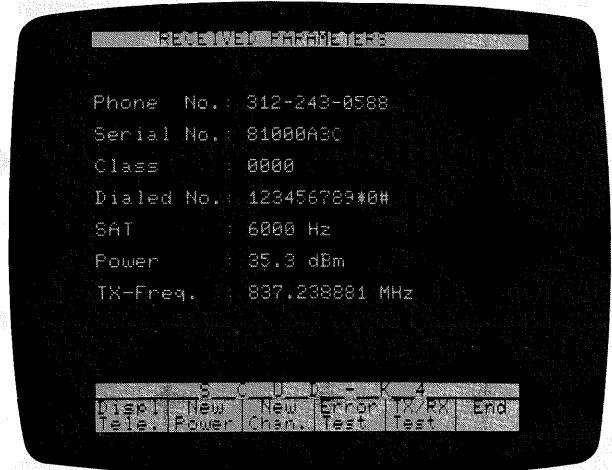 RECEIVED PARAMETERS
Phone No.: 312-243-0588
Serial No.: 81000A3C
Class : 0000
Dialed No.: 123456789*0#
SAT : 6000 Hz
Power : 35.3 dBm
TX-Freq. : 837.238881 MHz
S C U D - K 4
Displ New New Error TX/RX End
Tele. Power Chan. Test Test